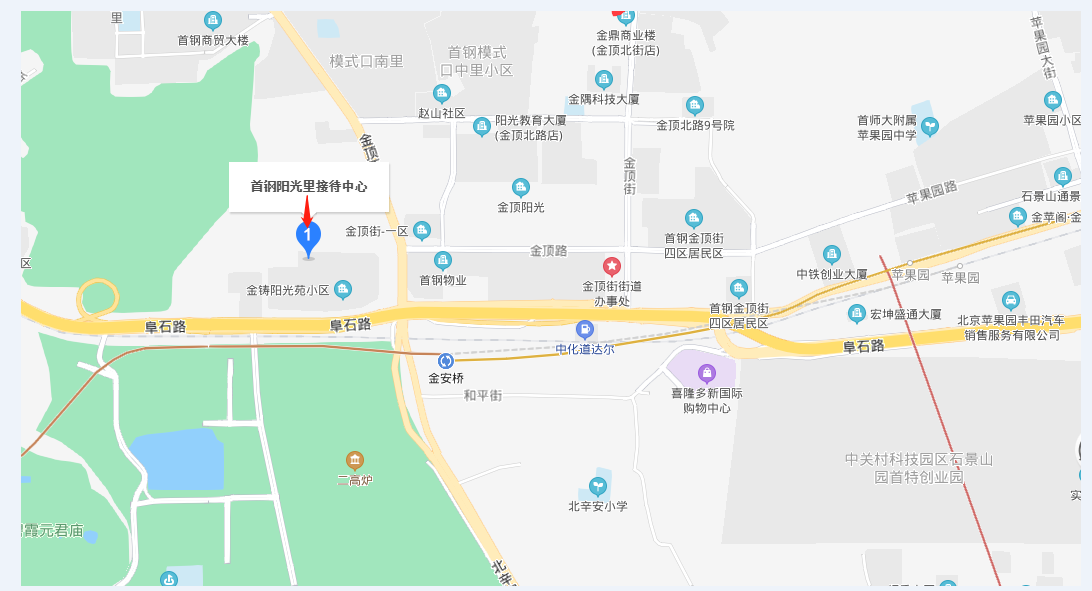 里
首钢商贸大楼
金鼎商业楼
(金顶北街店)
苹果园大街
模式口南里
首钢模式
口中里小区
金隅科技大厦
赵山社区
阳光教育大厦
(金顶北路店)
金顶北路9号院
首师大附属
苹果园中学
苹果园小区
金顶
金顶街
首钢阳光里接待中心
1
金顶阳光
苹果园路
石景山通景
金苹阁·金
金顶街-一区
首钢金顶街
四区居民区
金顶路
区
首钢物业
金顶街街道
办事处
中铁创业大厦
苹果园
苹果园
金铸阳光苑小区
首钢金顶街
四区居民区
宏坤盛通大厦
北京苹果园丰田汽车
销售服务有限公司
阜石路
阜石路
阜石路
中化道达尔
金安桥
和平街
喜隆多新国际
购物中心
二高炉
中关村科技园区石景山
园首特创业园
北辛安小学
实
霞元君庙
北辛